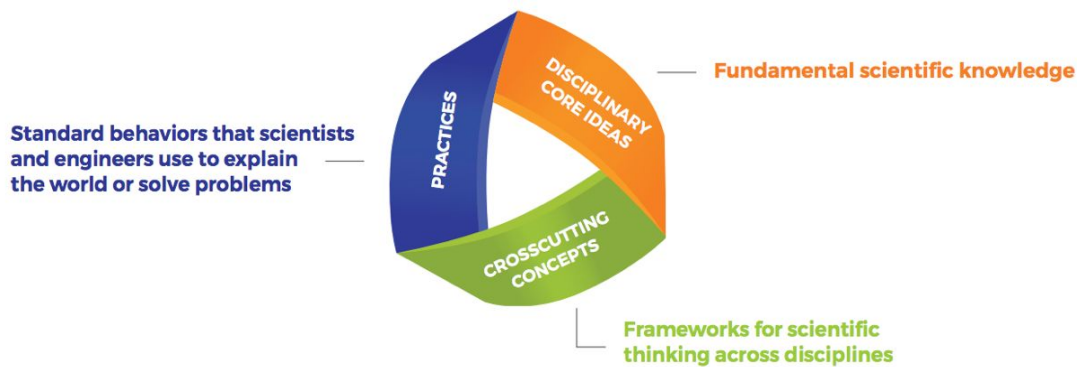 DISCIPLINARY
CORE IDEAS
Fundamental scientific knowledge
PRACTICES
Standard behaviors that scientists
and engineers use to explain
the world or solve problems
CROSSCUTTING
CONCEPTS
Frameworks for scientific
thinking across disciplines